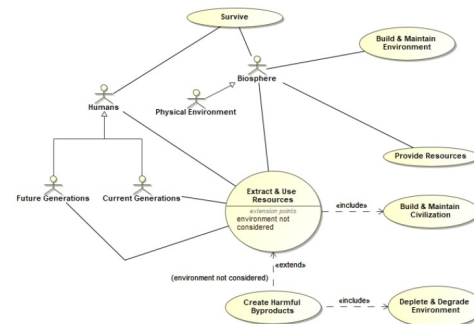 Survive
Build & Maintain
Environment
Biosphere
Humans
Physical Environment
Provide Resources
Future Generations
Current Generations
Extract & Use
Resources
extension points
environment not
considered
«include»
Build & Maintain
Civilization
«extend»
(environment not considered)
Create Harmful
Byproducts
«include»
Deplete & Degrade
Environment